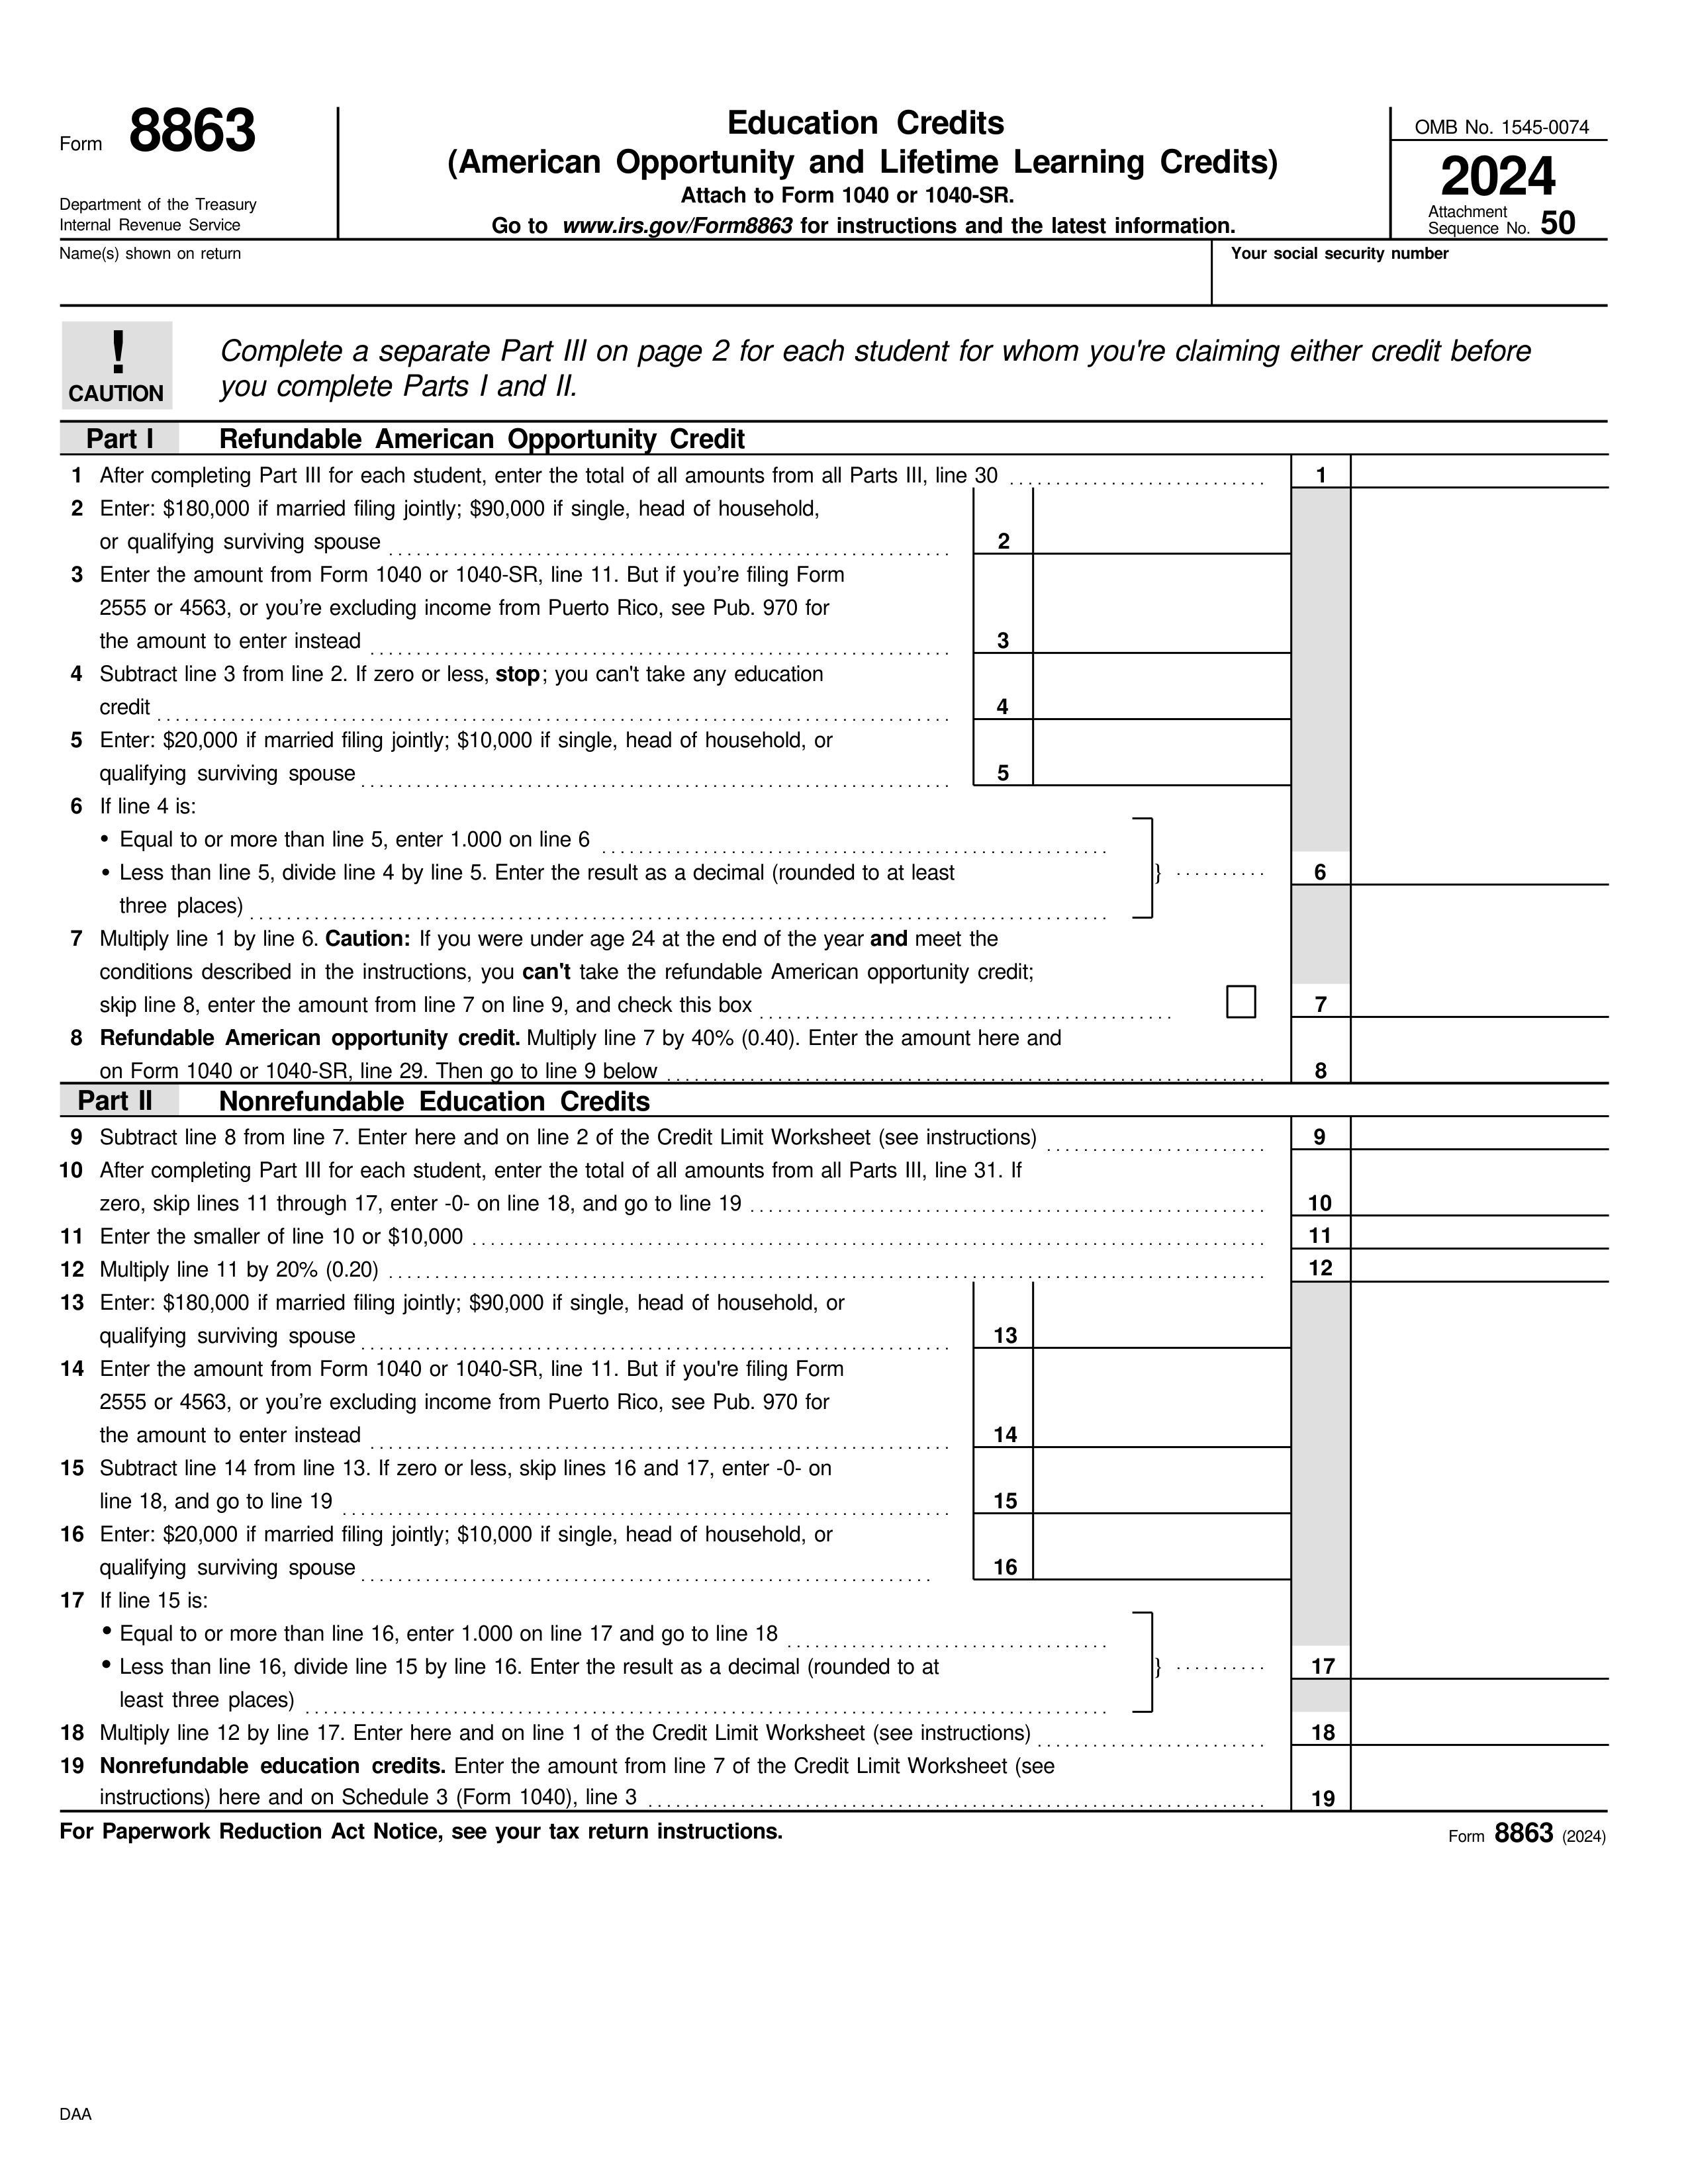 Form 8863
Department of the Treasury
Internal Revenue Service
Education Credits
(American Opportunity and Lifetime Learning Credits)
Attach to Form 1040 or 1040-SR.
Go to www.irs.gov/Form8863 for instructions and the latest information.
OMB No. 1545-0074
2024
Attachment
Sequence No. 50
Name(s) shown on return
Your social security number
!
CAUTION
Complete a separate Part III on page 2 for each student for whom you're claiming either credit before
you complete Parts I and II.
Part I Refundable American Opportunity Credit
1 After completing Part III for each student, enter the total of all amounts from all Parts III, line 30 1
2 Enter: $180,000 if married filing jointly; $90,000 if single, head of household,
or qualifying surviving spouse 2
3 Enter the amount from Form 1040 or 1040-SR, line 11. But if you’re filing Form
2555 or 4563, or you’re excluding income from Puerto Rico, see Pub. 970 for
the amount to enter instead 3
4 Subtract line 3 from line 2. If zero or less, stop; you can't take any education
credit 4
5 Enter: $20,000 if married filing jointly; $10,000 if single, head of household, or
qualifying surviving spouse 5
6 If line 4 is:
• Equal to or more than line 5, enter 1.000 on line 6
• Less than line 5, divide line 4 by line 5. Enter the result as a decimal (rounded to at least } 6
three places)
7 Multiply line 1 by line 6. Caution: If you were under age 24 at the end of the year and meet the
conditions described in the instructions, you can't take the refundable American opportunity credit;
skip line 8, enter the amount from line 7 on line 9, and check this box 7
8 Refundable American opportunity credit. Multiply line 7 by 40% (0.40). Enter the amount here and
on Form 1040 or 1040-SR, line 29. Then go to line 9 below 8
Part II Nonrefundable Education Credits
9 Subtract line 8 from line 7. Enter here and on line 2 of the Credit Limit Worksheet (see instructions) 9
10 After completing Part III for each student, enter the total of all amounts from all Parts III, line 31. If
zero, skip lines 11 through 17, enter -0- on line 18, and go to line 19 10
11 Enter the smaller of line 10 or $10,000 11
12 Multiply line 11 by 20% (0.20) 12
13 Enter: $180,000 if married filing jointly; $90,000 if single, head of household, or
qualifying surviving spouse 13
14 Enter the amount from Form 1040 or 1040-SR, line 11. But if you're filing Form
2555 or 4563, or you’re excluding income from Puerto Rico, see Pub. 970 for
the amount to enter instead 14
15 Subtract line 14 from line 13. If zero or less, skip lines 16 and 17, enter -0- on
line 18, and go to line 19 15
16 Enter: $20,000 if married filing jointly; $10,000 if single, head of household, or
qualifying surviving spouse 16
17 If line 15 is:
• Equal to or more than line 16, enter 1.000 on line 17 and go to line 18
• Less than line 16, divide line 15 by line 16. Enter the result as a decimal (rounded to at } 17
least three places)
18 Multiply line 12 by line 17. Enter here and on line 1 of the Credit Limit Worksheet (see instructions) 18
19 Nonrefundable education credits. Enter the amount from line 7 of the Credit Limit Worksheet (see
instructions) here and on Schedule 3 (Form 1040), line 3 19
For Paperwork Reduction Act Notice, see your tax return instructions.
Form 8863 (2024)
DAA